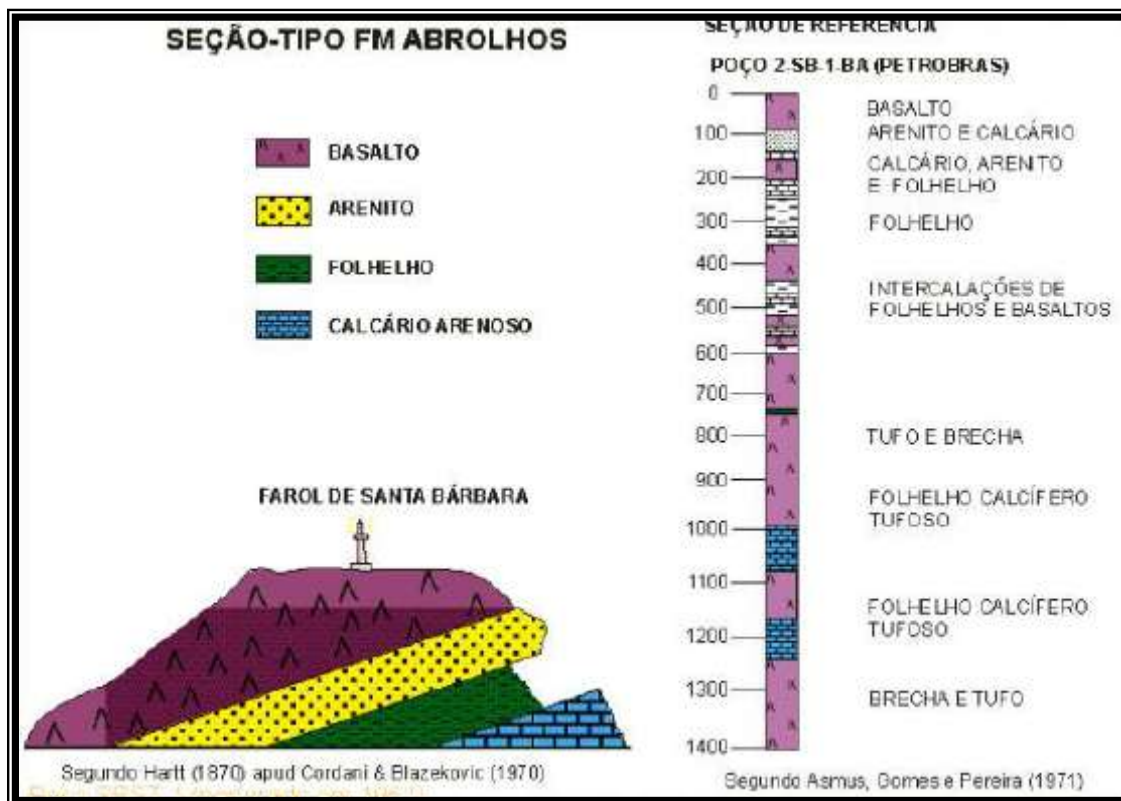 SEÇÃO-TIPO FM ABROLHOS
BASALTO
ARENITO
FOLHELHO
CALCÁRIO ARENOSO
FAROL DE SANTA BÁRBARA
Segundo Hartt (1870) apud Cordani & Blazekovic (1970)
SEÇÃO DE REFERÊNCIA
POÇO 2-SB-1-BA (PETROBRAS)
0
BASALTO
100
ARENITO E CALCÁRIO
CALCÁRIO, ARENITO
200
E FOLHELHO
300
FOLHELHO
400
INTERCALAÇÕES DE
500
FOLHELHOS E BASALTOS
600
700
800
TUFO E BRECHA
900
FOLHELHO CALCÍFERO
TUFOSO
1000
1100
FOLHELHO CALCÍFERO
TUFOSO
1200
1300
BRECHA E TUFO
1400
Segundo Asmus, Gomes e Pereira (1971)